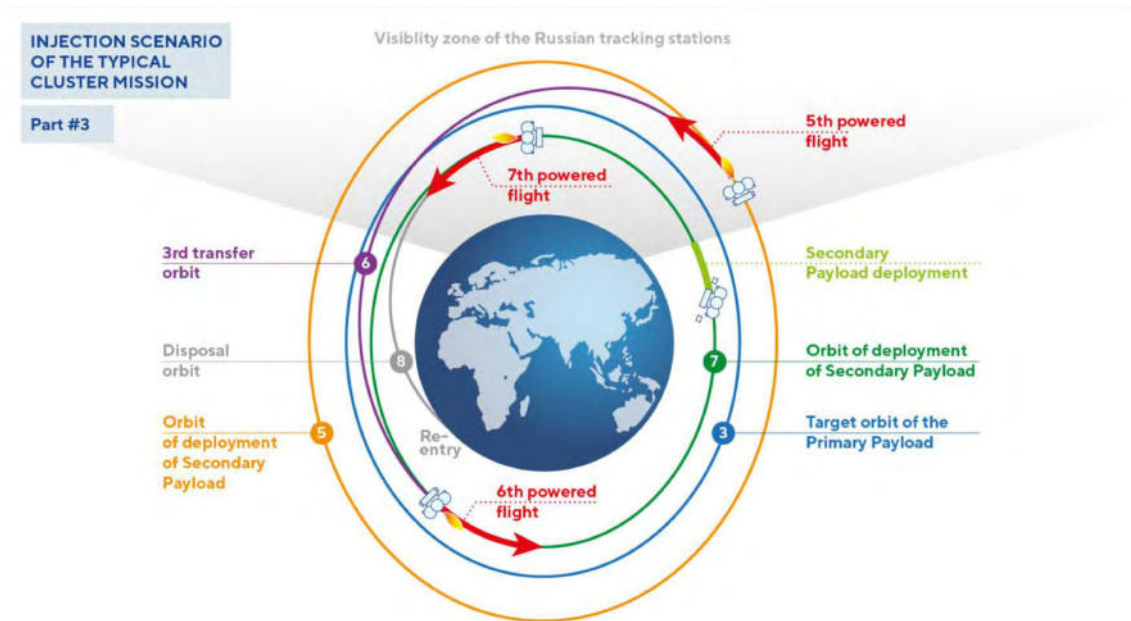 INJECTION SCENARIO
OF THE TYPICAL
CLUSTER MISSION
Part #3
Visiblity zone of the Russian tracking stations
5th powered
flight
7th powered
flight
3rd transfer
orbit
6
Secondary
Payload deployment
Disposal
orbit
8
7
Orbit of deployment
of Secondary Payload
Orbit
of deployment
of Secondary
Payload
5
Re-
entry
3
Target orbit of the
Primary Payload
6th powered
flight